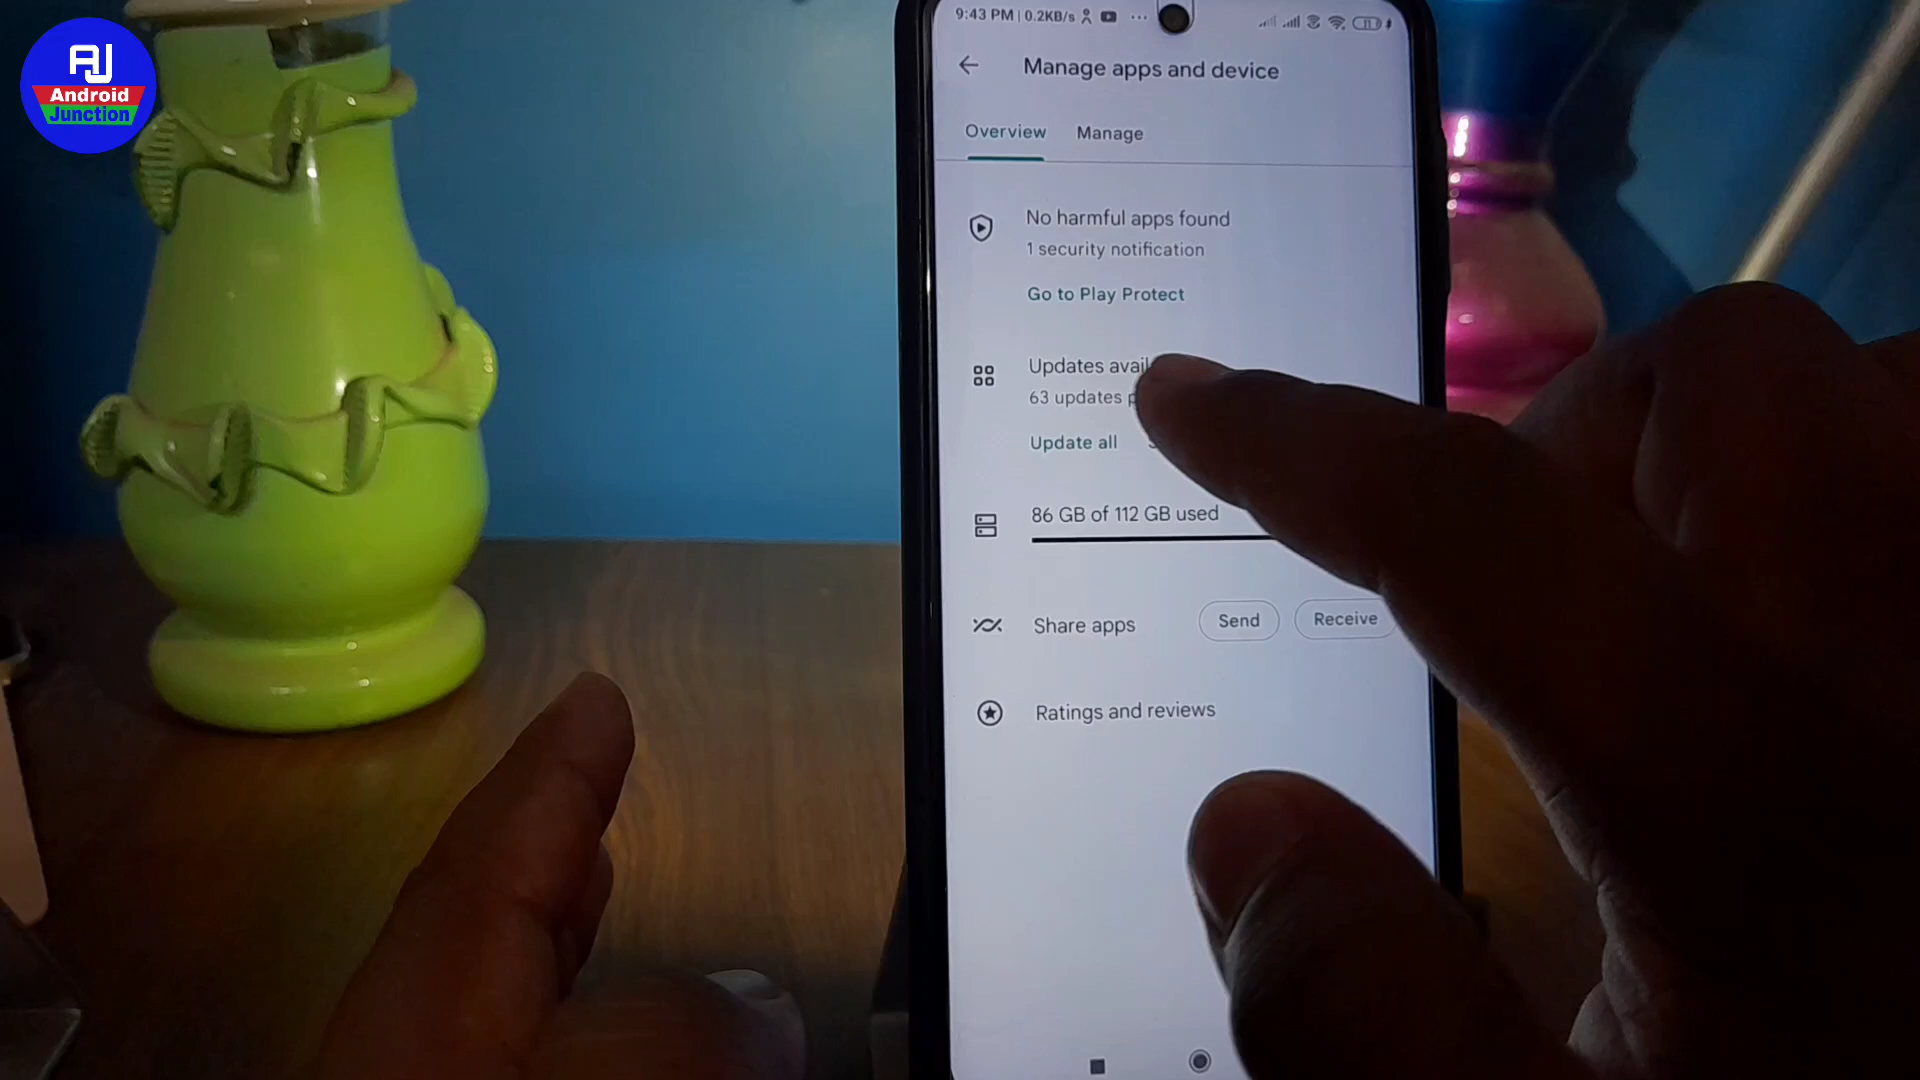 AJ
Android
Junction
9:43 PM | 0.2KB/s
Manage apps and device
Overview Manage
No harmful apps found
1 security notification
Go to Play Protect
Updates avail
63 updates p
Update all
86 GB of 112 GB used
Share apps Send Receive
Ratings and reviews